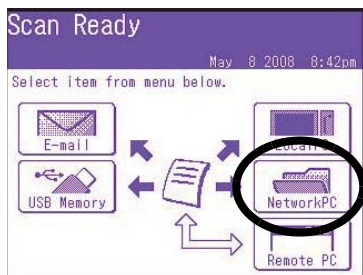 Scan Ready
May 8 2008 8:42pm
Select item from menu below.
E-mail
USB Memory
NetworkPC
Remote PC